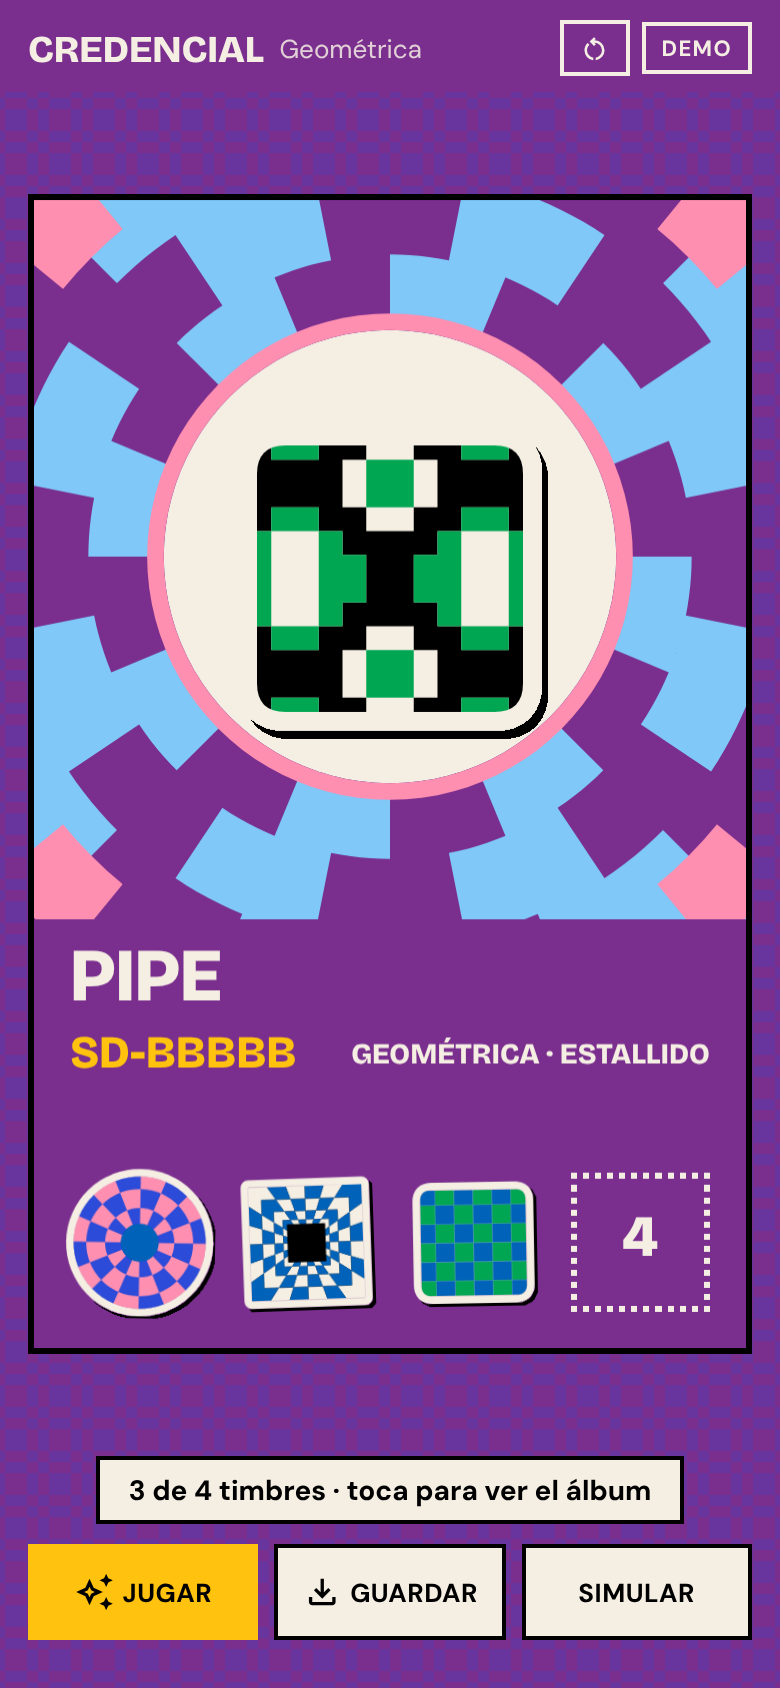 CREDENCIAL Geométrica
DEMO
PIPE
SD-BBBBB GEOMÉTRICA · ESTALLIDO
4
3 de 4 timbres · toca para ver el álbum
JUGAR GUARDAR SIMULAR